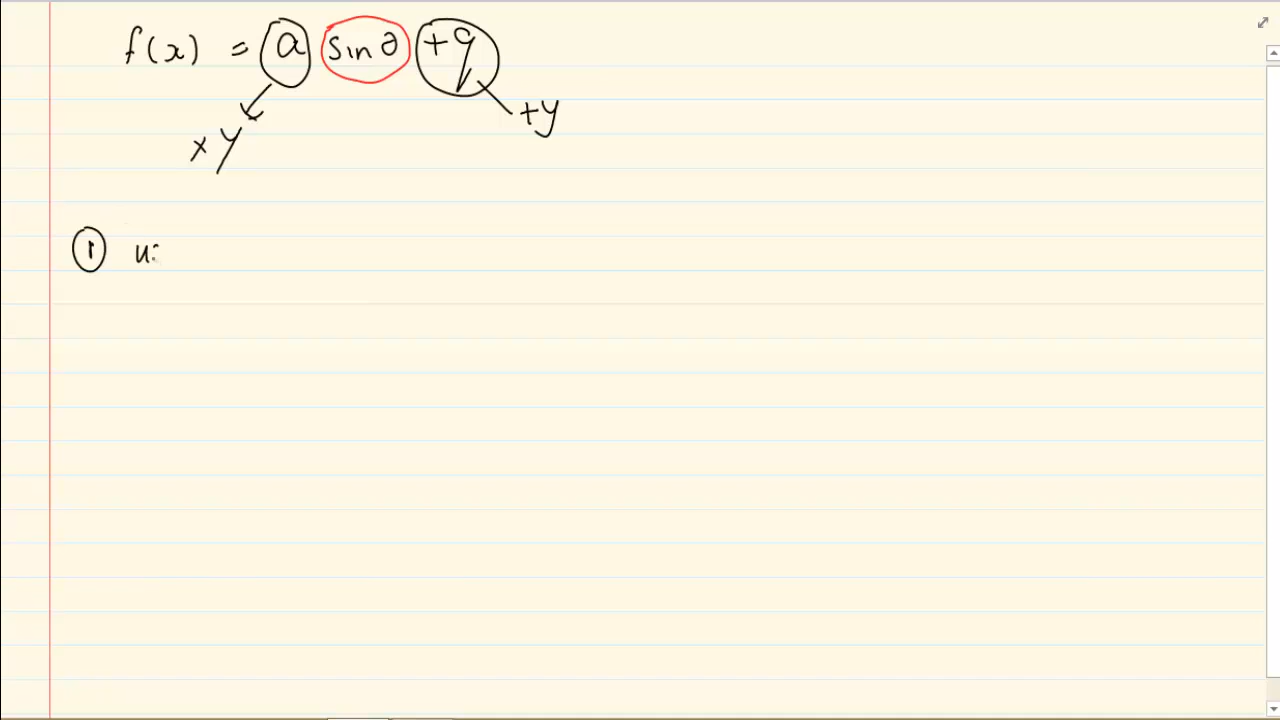 f(x) = a sin θ + q
× y
+ y
① u: